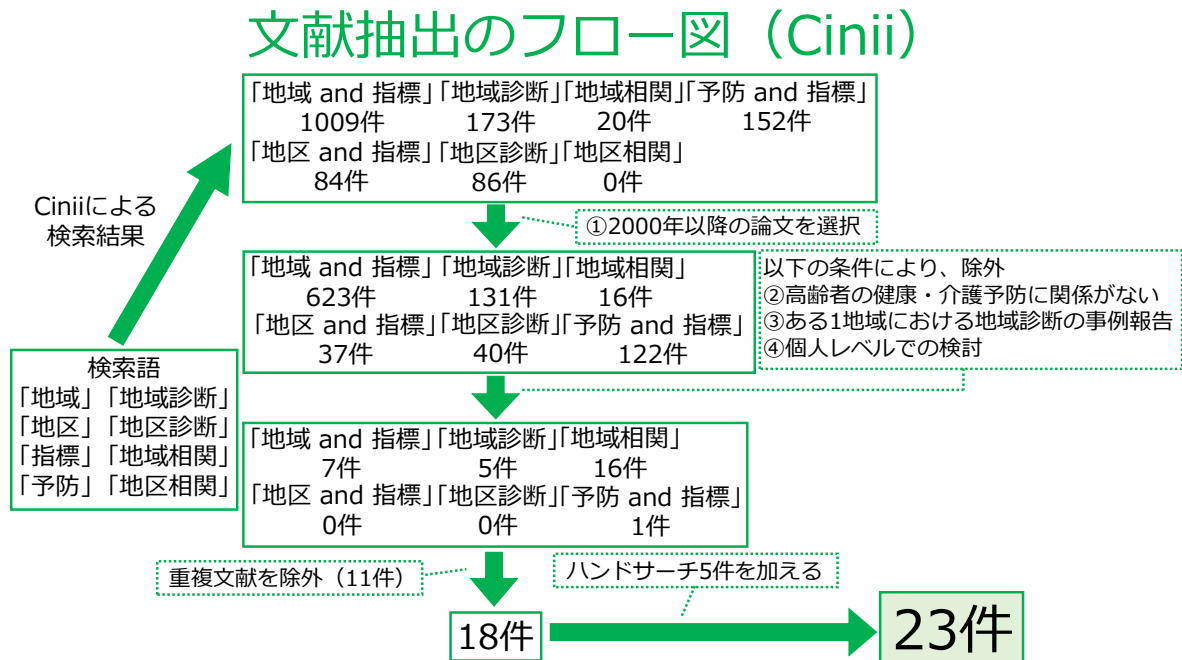 文献抽出のフロー図（Cinii）
「地域 and 指標」「地域診断」「地域相関」「予防 and 指標」
1009件 173件 20件 152件
「地区 and 指標」「地区診断」「地区相関」
84件 86件 0件
Ciniiによる
検索結果
①2000年以降の論文を選択
「地域 and 指標」「地域診断」「地域相関」
623件 131件 16件
「地区 and 指標」「地区診断」「予防 and 指標」
37件 40件 122件
以下の条件により、除外
②高齢者の健康・介護予防に関係がない
③ある1地域における地域診断の事例報告
④個人レベルでの検討
検索語
「地域」「地域診断」
「地区」「地区診断」
「指標」「地域相関」
「予防」「地区相関」
「地域 and 指標」「地域診断」「地域相関」
7件 5件 16件
「地区 and 指標」「地区診断」「予防 and 指標」
0件 0件 1件
重複文献を除外（11件）
ハンドサーチ5件を加える
18件
23件